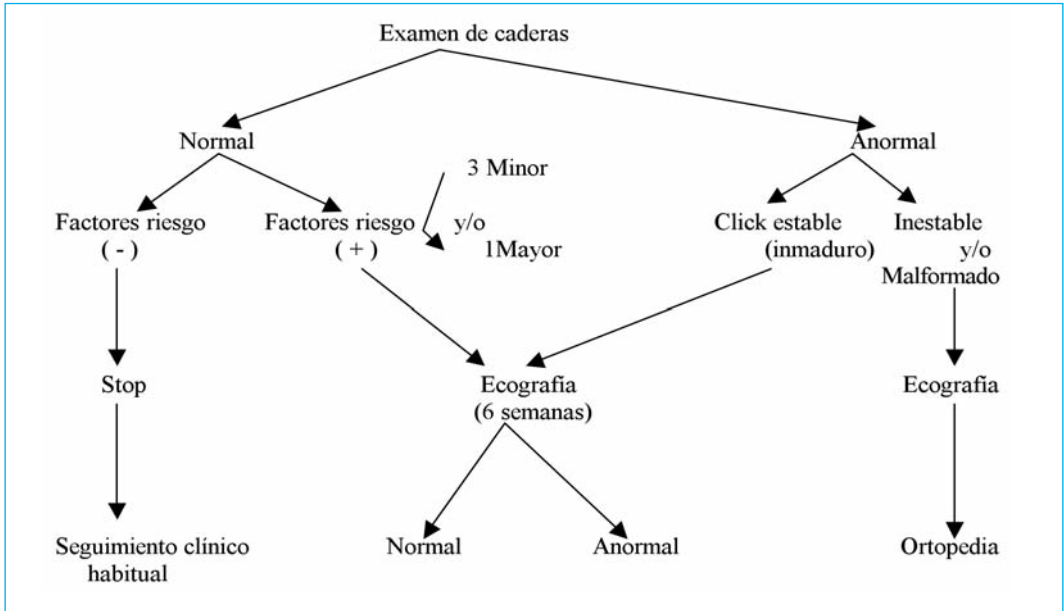 Examen de caderas
Normal
Anormal
3 Minor
Factores riesgo
( - )
Factores riesgo
( + )
y/o
1Mayor
Click estable
(inmaduro)
Inestable
y/o
Malformado
Stop
Ecografía
(6 semanas)
Ecografía
Seguimiento clínico
habitual
Normal
Anormal
Ortopedia